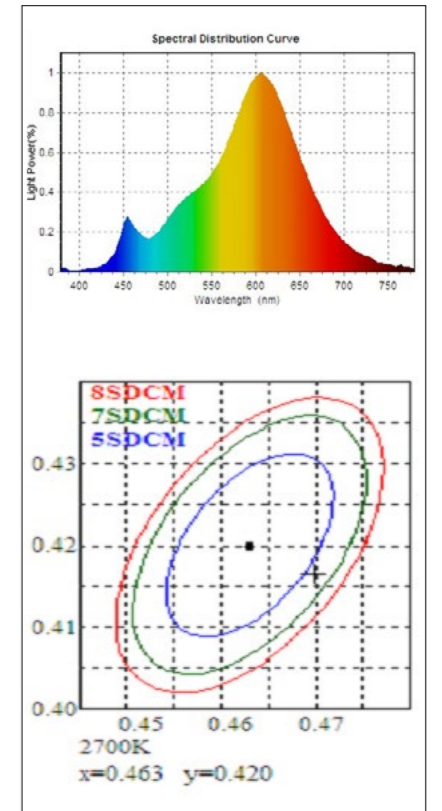 Spectral Distribution Curve
Light Power(%)
1
0.8
0.6
0.4
0.2
0
400 450 500 550 600 650 700 750
Wavelength (nm)
8SDCM
7SDCM
5SDCM
0.43
0.42
0.41
0.40
0.45 0.46 0.47
2700K
x=0.463 y=0.420